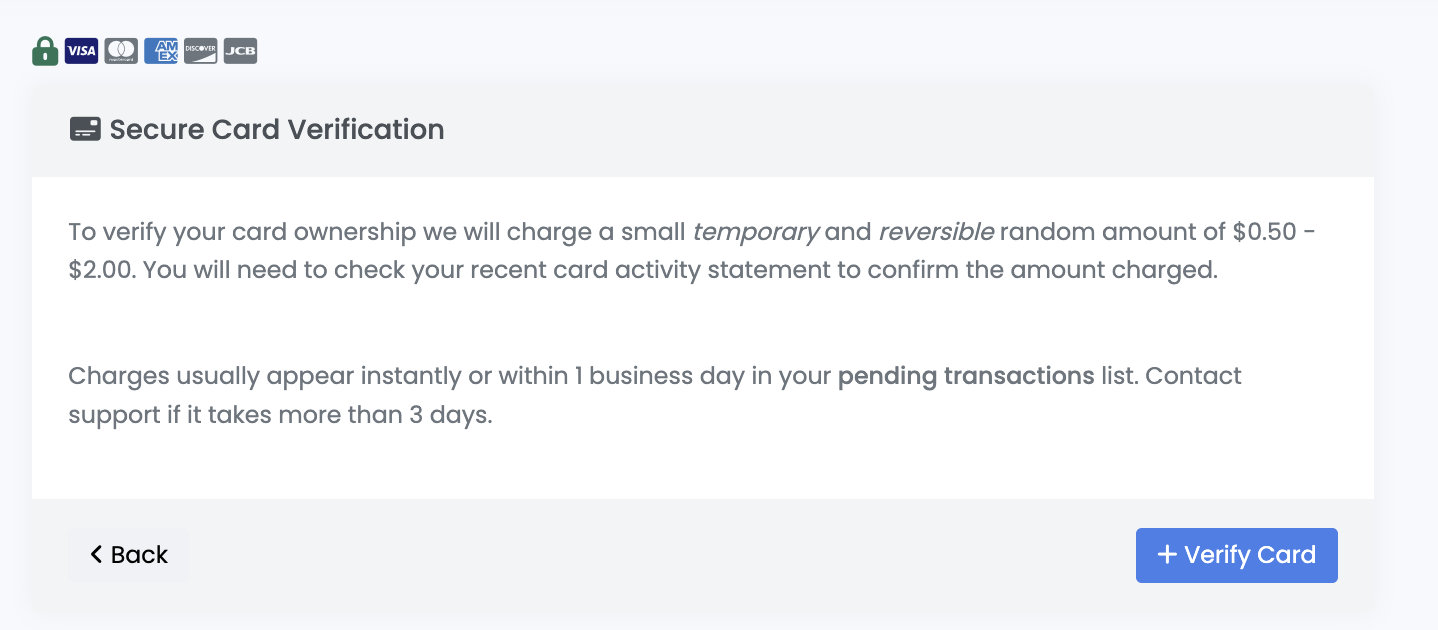 VISA mastercard AMEX DISCOVER JCB
Secure Card Verification
To verify your card ownership we will charge a small temporary and reversible random amount of $0.50 -
$2.00. You will need to check your recent card activity statement to confirm the amount charged.
Charges usually appear instantly or within 1 business day in your pending transactions list. Contact
support if it takes more than 3 days.
Back
Verify Card